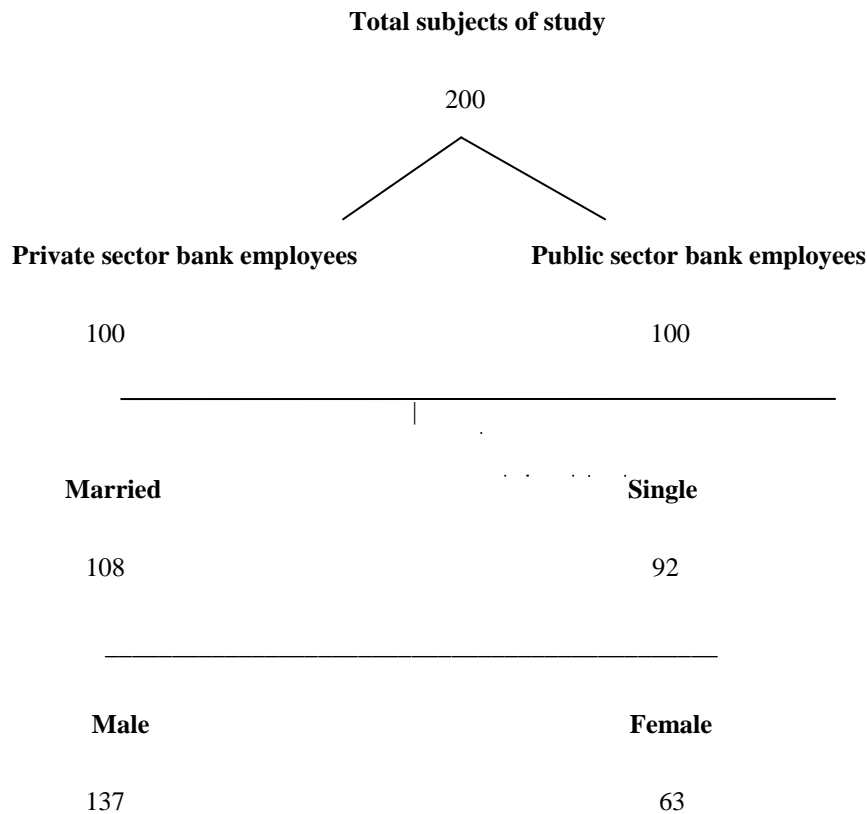 Total subjects of study
200
Private sector bank employees Public sector bank employees
100 100
Married Single
108 92
Male Female
137 63